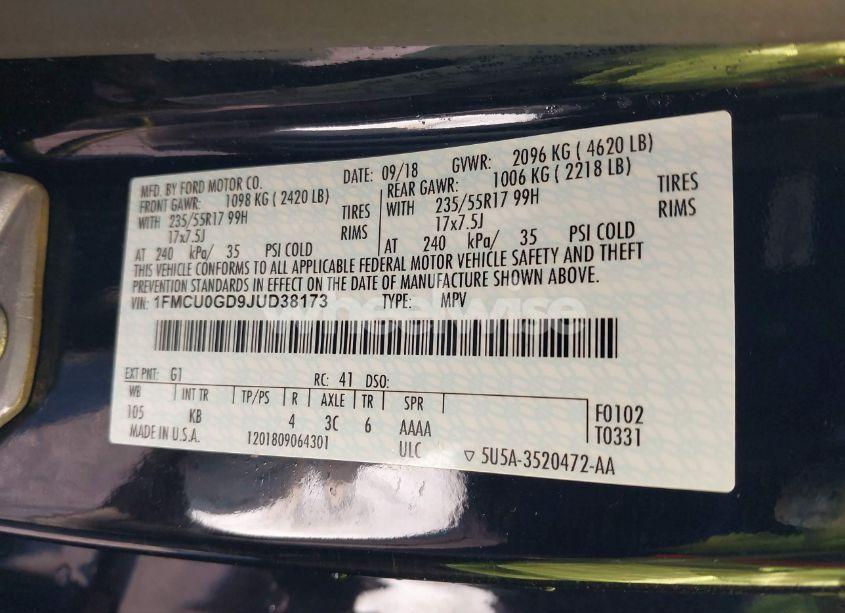 MFD. BY FORD MOTOR CO.
DATE: 09/18 GVWR: 2096 KG ( 4620 LB)
FRONT GAWR: 1098 KG ( 2420 LB) REAR GAWR: 1006 KG ( 2218 LB)
WITH 235/55R17 99H TIRES WITH 235/55R17 99H TIRES
17x7.5J RIMS 17x7.5J RIMS
AT 240 kPa/ 35 PSI COLD AT 240 kPa/ 35 PSI COLD
THIS VEHICLE CONFORMS TO ALL APPLICABLE FEDERAL MOTOR VEHICLE SAFETY AND THEFT
PREVENTION STANDARDS IN EFFECT ON THE DATE OF MANUFACTURE SHOWN ABOVE.
VIN: 1FMCU0GD9JUD38173 TYPE: MPV
wheelwise
EXT PNT: G1 RC: 41 DSO:
WB INT TR TP/PS R AXLE TR SPR
105 KB 4 3C 6 AAAA F0102
MADE IN U.S.A. 1201809064301 ULC T0331
▽ 5U5A-3520472-AA